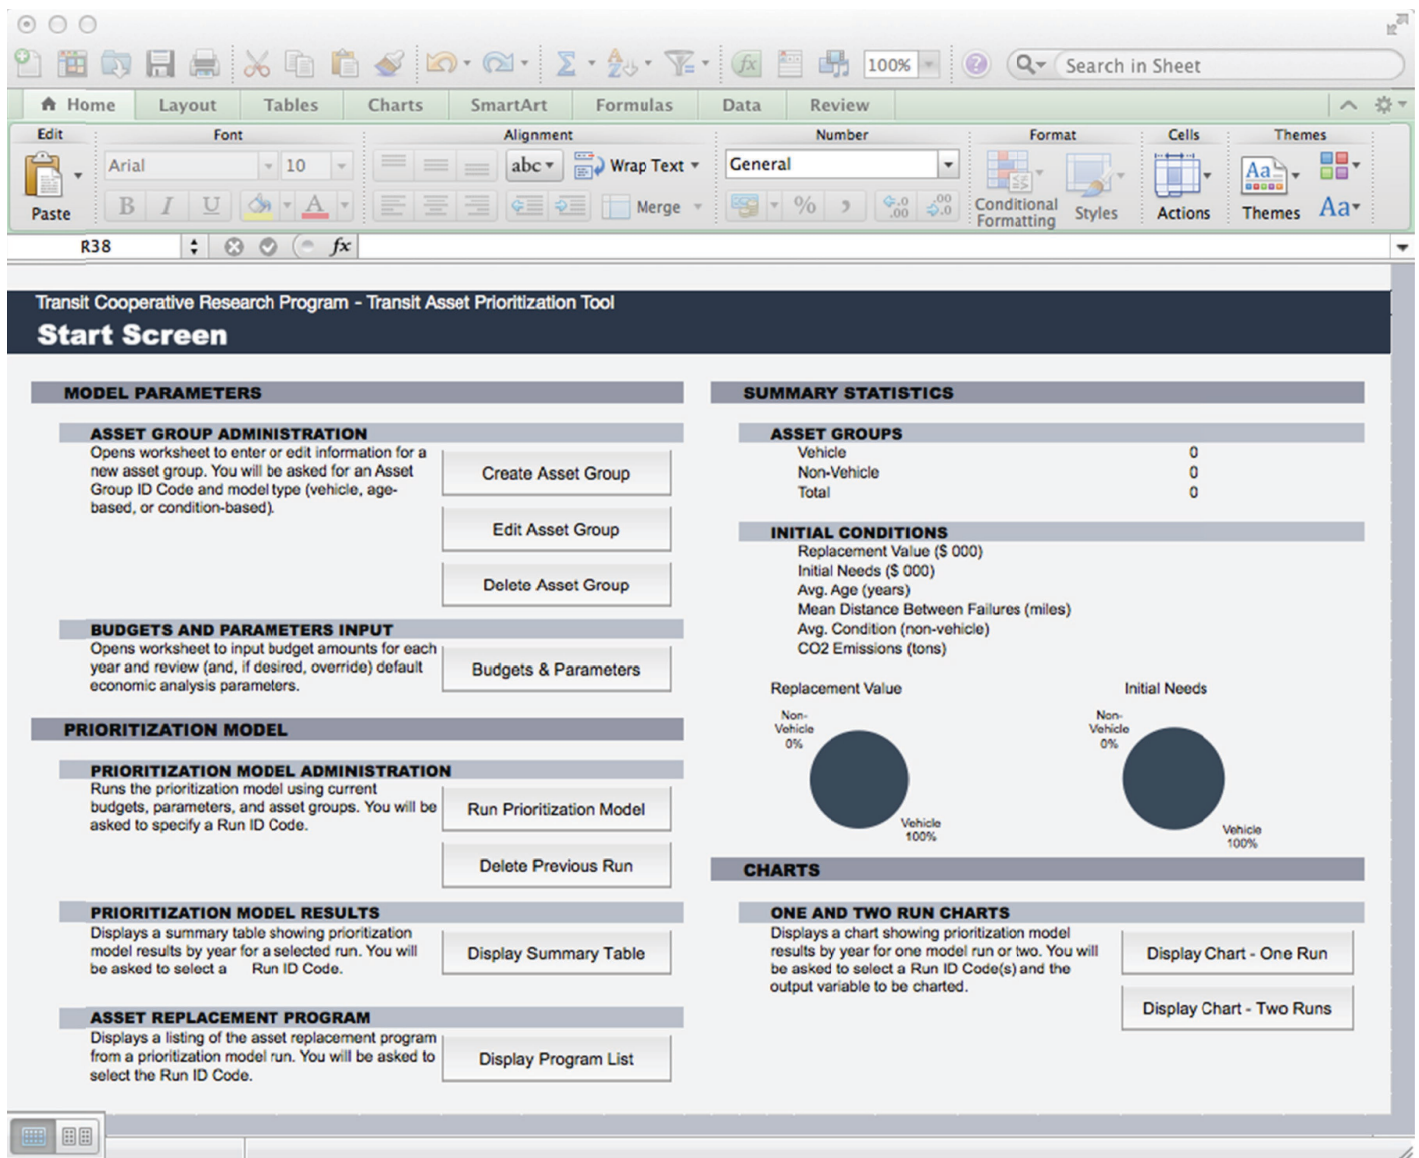 100%
Search in Sheet
Home Layout Tables Charts SmartArt Formulas Data Review
Edit Font Alignment Number Format Cells Themes
Arial 10 abc Wrap Text General
Paste B I U A Merge % Conditional Formatting Styles Actions Themes Aa
R38 fx
Transit Cooperative Research Program - Transit Asset Prioritization Tool
Start Screen
MODEL PARAMETERS
ASSET GROUP ADMINISTRATION
Opens worksheet to enter or edit information for a
new asset group. You will be asked for an Asset
Group ID Code and model type (vehicle, age-
based, or condition-based).
Create Asset Group
Edit Asset Group
Delete Asset Group
BUDGETS AND PARAMETERS INPUT
Opens worksheet to input budget amounts for each
year and review (and, if desired, override) default
economic analysis parameters.
Budgets & Parameters
PRIORITIZATION MODEL
PRIORITIZATION MODEL ADMINISTRATION
Runs the prioritization model using current
budgets, parameters, and asset groups. You will be
asked to specify a Run ID Code.
Run Prioritization Model
Delete Previous Run
PRIORITIZATION MODEL RESULTS
Displays a summary table showing prioritization
model results by year for a selected run. You will
be asked to select a Run ID Code.
Display Summary Table
ASSET REPLACEMENT PROGRAM
Displays a listing of the asset replacement program
from a prioritization model run. You will be asked to
select the Run ID Code.
Display Program List
SUMMARY STATISTICS
ASSET GROUPS
Vehicle 0
Non-Vehicle 0
Total 0
INITIAL CONDITIONS
Replacement Value ($ 000)
Initial Needs ($ 000)
Avg. Age (years)
Mean Distance Between Failures (miles)
Avg. Condition (non-vehicle)
CO2 Emissions (tons)
Replacement Value
Non-
Vehicle
0%
Vehicle
100%
Initial Needs
Non-
Vehicle
0%
Vehicle
100%
CHARTS
ONE AND TWO RUN CHARTS
Displays a chart showing prioritization model
results by year for one model run or two. You will
be asked to select a Run ID Code(s) and the
output variable to be charted.
Display Chart - One Run
Display Chart - Two Runs